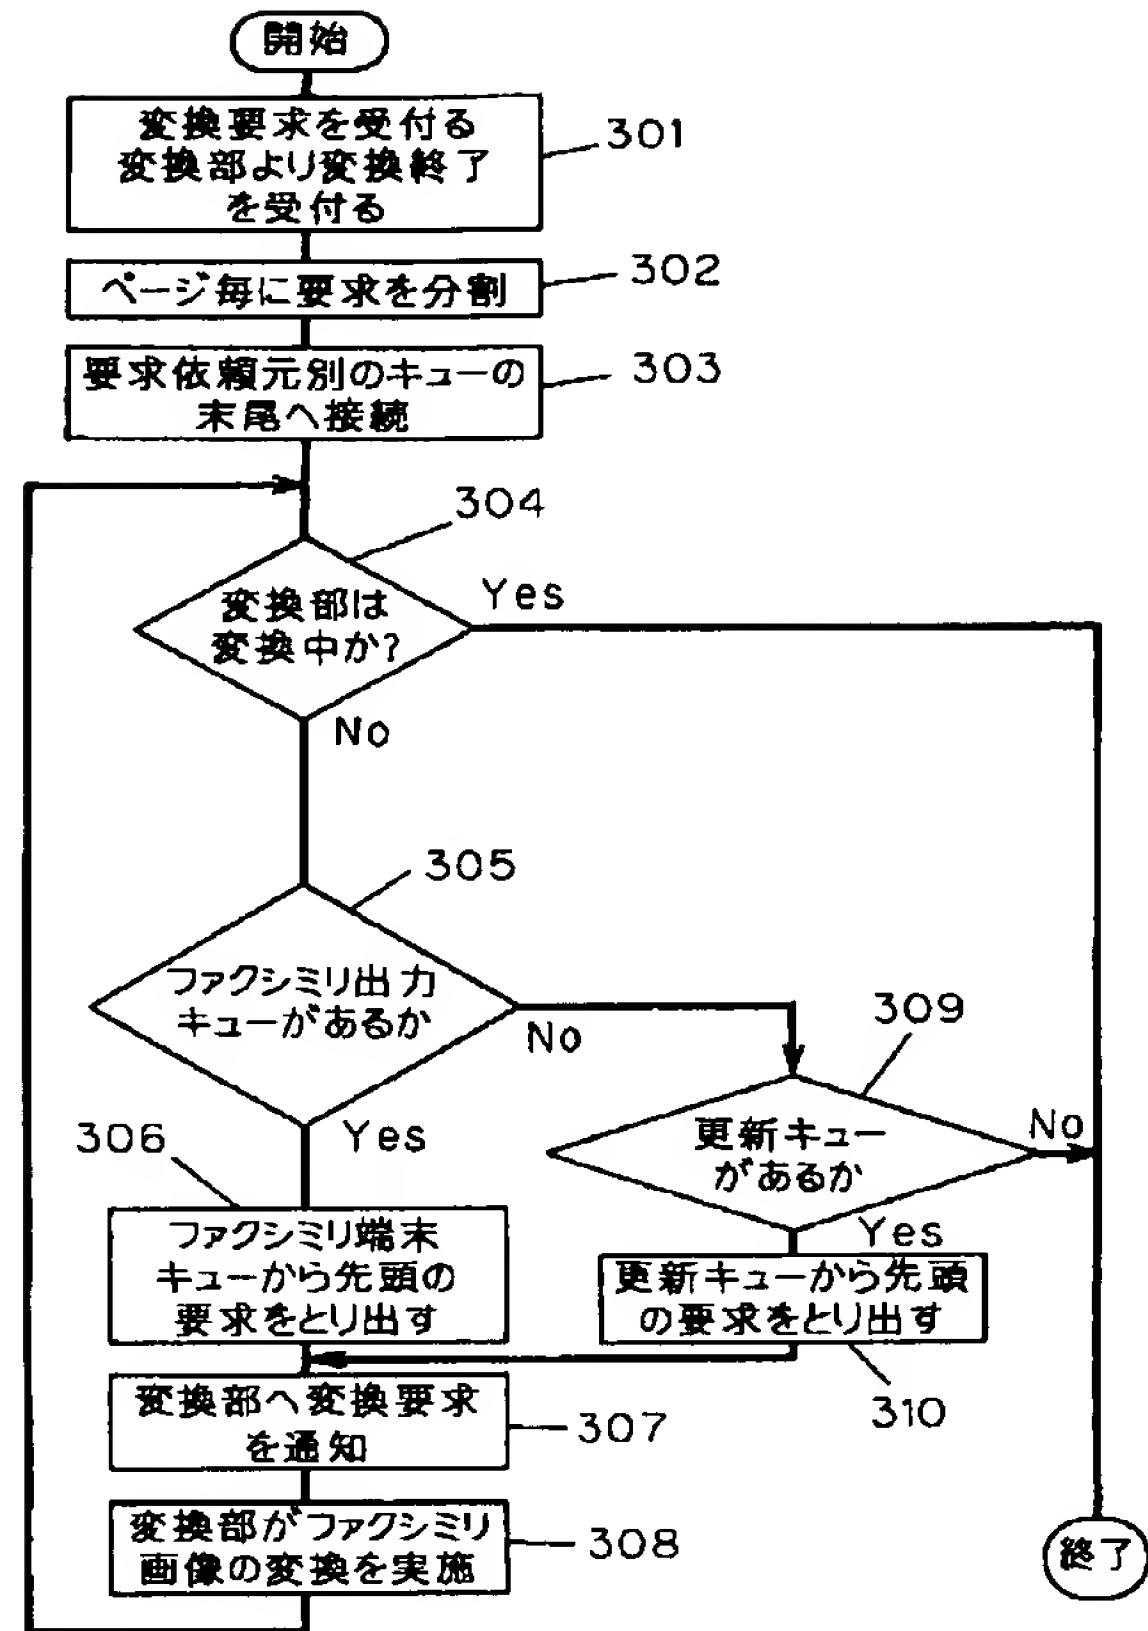 開始
変換要求を受付る
変換部より変換終了
を受付る
301
ページ毎に要求を分割
302
要求依頼元別のキューの
末尾へ接続
303
304
変換部は
変換中か?
Yes
No
305
ファクシミリ出力
キューがあるか
No
Yes
309
更新キュー
があるか
No
Yes
306
ファクシミリ端末
キューから先頭の
要求をとり出す
更新キューから先頭
の要求をとり出す
310
変換部へ変換要求
を通知
307
変換部がファクシミリ
画像の変換を実施
308
終了